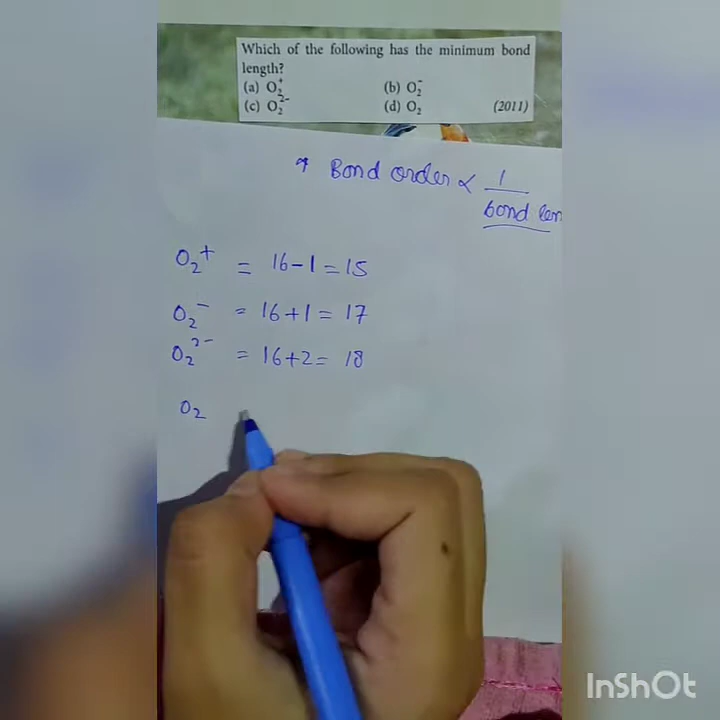 Which of the following has the minimum bond
length?
(a) O₂⁺ (b) O₂⁻
(c) O₂²⁻ (d) O₂ (2011)
* Bond order ∝ 1/bond len
O₂⁺ = 16-1=15
O₂⁻ = 16+1= 17
O₂²⁻ = 16+2= 18
O₂
InShOt